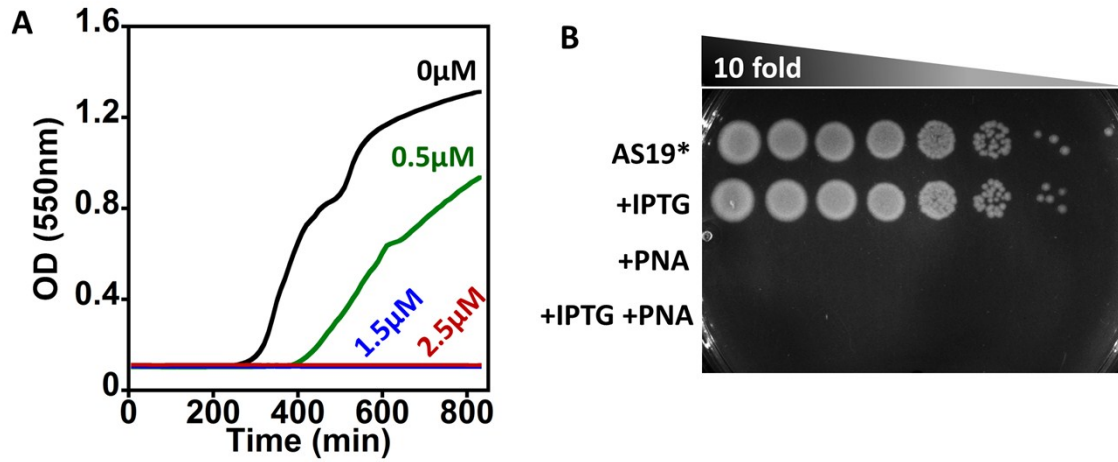 A
1.6
1.2
0.8
0.4
0
OD (550nm)
0µM
0.5µM
1.5µM
2.5µM
0 200 400 600 800
Time (min)
B
10 fold
AS19*
+IPTG
+PNA
+IPTG +PNA